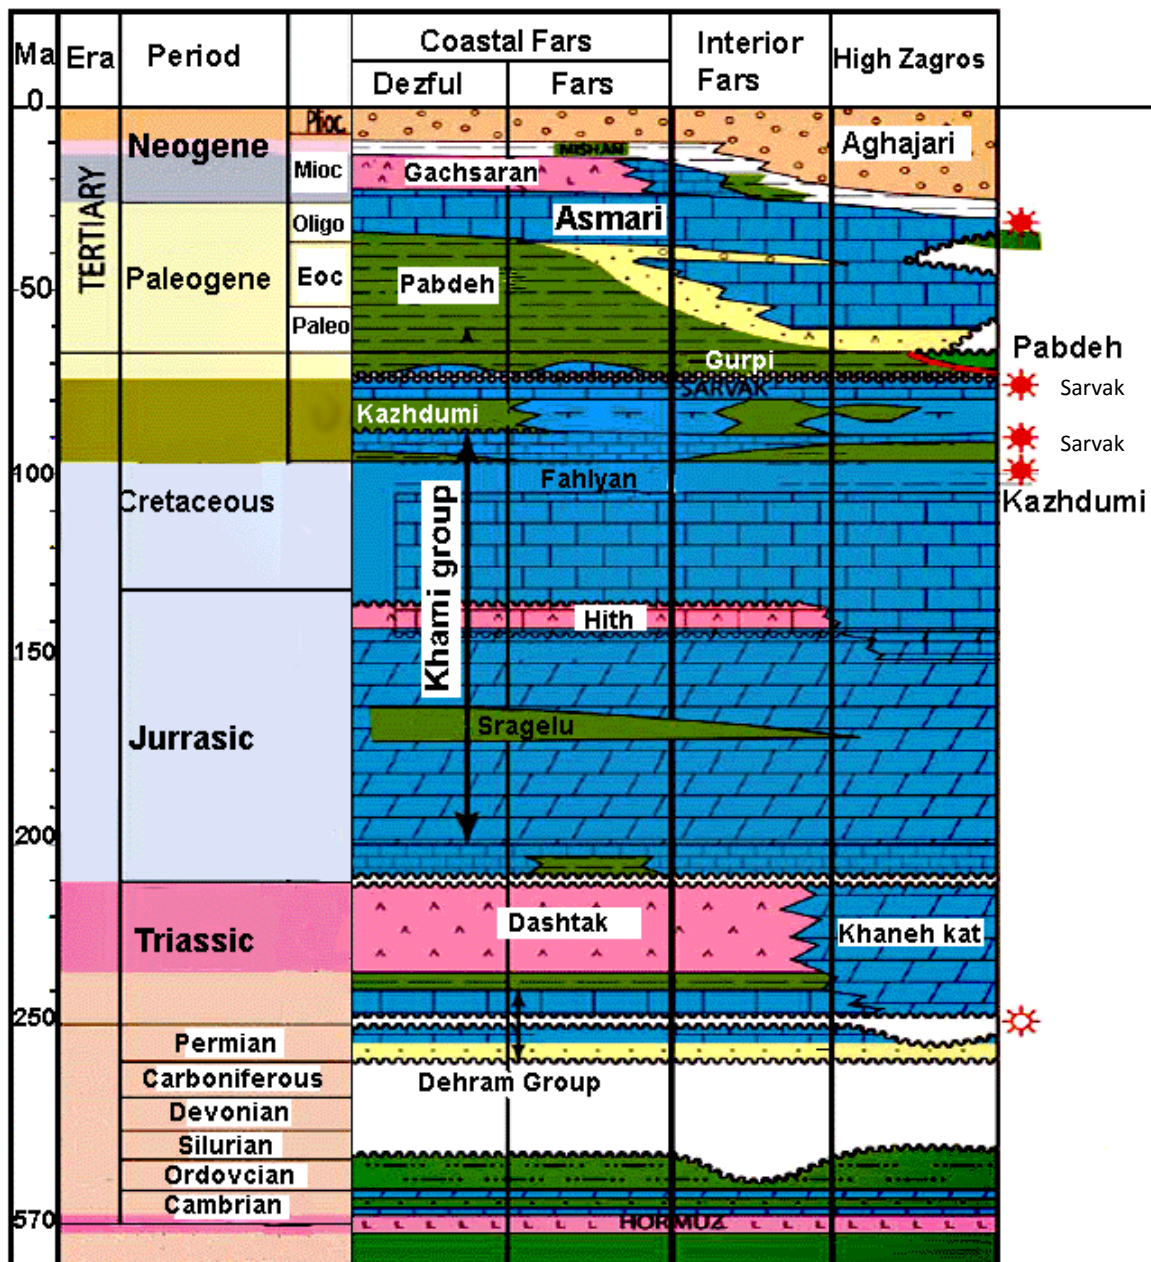 Ma
Era
Period
Coastal Fars
Dezful
Fars
Interior
Fars
High Zagros
0
50
100
150
200
250
570
TERTIARY
Neogene
Paleogene
Cretaceous
Jurrasic
Triassic
Permian
Carboniferous
Devonian
Silurian
Ordovcian
Cambrian
Plioc.
Mioc
Oligo
Eoc
Paleo
Aghajari
MISHAN
Gachsaran
Asmari
Pabdeh
Gurpi
SARVAK
Kazhdumi
Fahlyan
Khami group
Hith
Sragelu
Dashtak
Khaneh kat
Dehram Group
HORMUZ
Pabdeh
Sarvak
Sarvak
Kazhdumi